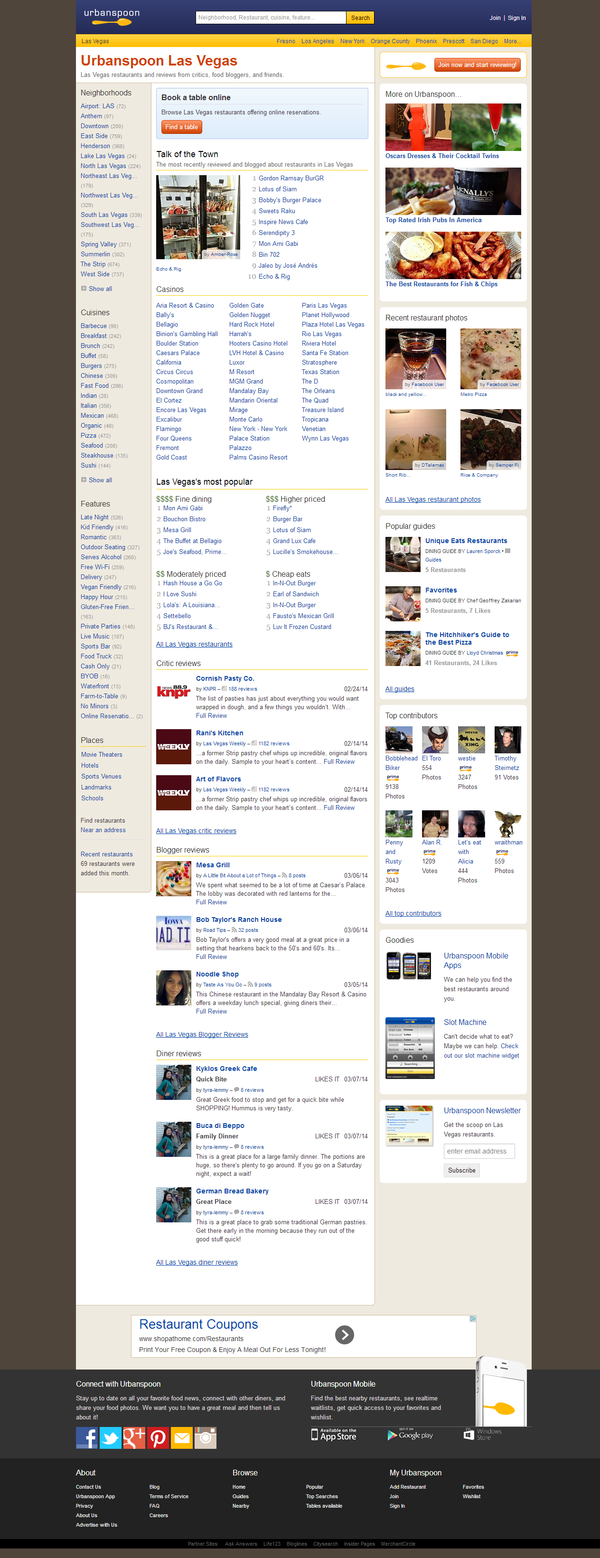 urbanspoon
Neighborhood, Restaurant, cuisine, feature...
Search
Join | Sign In
Las Vegas
Fresno Los Angeles New York Orange County Phoenix Prescott San Diego More...
Urbanspoon Las Vegas
Las Vegas restaurants and reviews from critics, food bloggers, and friends.
Join now and start reviewing!
Neighborhoods
Airport: LAS (72)
Anthem (97)
Downtown (299)
East Side (759)
Henderson (368)
Lake Las Vegas (24)
North Las Vegas (224)
Northeast Las Veg...
(179)
Northwest Las Veg...
(329)
South Las Vegas (339)
Southwest Las Veg...
(175)
Spring Valley (371)
Summerlin (392)
The Strip (674)
West Side (737)
Show all
Cuisines
Barbecue (99)
Breakfast (242)
Brunch (242)
Buffet (58)
Burgers (275)
Chinese (309)
Fast Food (298)
Indian (28)
Italian (356)
Mexican (468)
Organic (46)
Pizza (472)
Seafood (208)
Steakhouse (135)
Sushi (144)
Show all
Features
Late Night (526)
Kid Friendly (416)
Romantic (363)
Outdoor Seating (327)
Serves Alcohol (269)
Free Wi-Fi (259)
Delivery (247)
Vegan Friendly (219)
Happy Hour (215)
Gluten-Free Frien...
(163)
Private Parties (146)
Live Music (107)
Sports Bar (92)
Food Truck (32)
Cash Only (21)
BYOB (16)
Waterfront (13)
Farm-to-Table (9)
No Minors (3)
Online Reservatio... (2)
Places
Movie Theaters
Hotels
Sports Venues
Landmarks
Schools
Find restaurants
Near an address
Recent restaurants
69 restaurants were
added this month.
Book a table online
Browse Las Vegas restaurants offering online reservations.
Find a table
Talk of the Town
The most recently reviewed and blogged about restaurants in Las Vegas
by Amber-Rose
Echo & Rig
1 Gordon Ramsay BurGR
2 Lotus of Siam
3 Bobby's Burger Palace
4 Sweets Raku
5 Inspire News Cafe
6 Serendipity 3
7 Mon Ami Gabi
8 Bin 702
9 Jaleo by José Andrés
10 Echo & Rig
Casinos
Aria Resort & Casino
Bally's
Bellagio
Binion's Gambling Hall
Boulder Station
Caesars Palace
California
Circus Circus
Cosmopolitan
Downtown Grand
El Cortez
Encore Las Vegas
Excalibur
Flamingo
Four Queens
Fremont
Gold Coast
Golden Gate
Golden Nugget
Hard Rock Hotel
Harrah's
Hooters Casino Hotel
LVH Hotel & Casino
Luxor
M Resort
MGM Grand
Mandalay Bay
Mandarin Oriental
Mirage
Monte Carlo
New York - New York
Palace Station
Palazzo
Palms Casino Resort
Paris Las Vegas
Planet Hollywood
Plaza Hotel Las Vegas
Rio Las Vegas
Riviera Hotel
Santa Fe Station
Stratosphere
Texas Station
The D
The Orleans
The Quad
Treasure Island
Tropicana
Venetian
Wynn Las Vegas
Las Vegas's most popular
$$$$ Fine dining
1 Mon Ami Gabi
2 Bouchon Bistro
3 Mesa Grill
4 The Buffet at Bellagio
5 Joe's Seafood, Prime...
$$$ Higher priced
1 Firefly*
2 Burger Bar
3 Lotus of Siam
4 Grand Lux Cafe
5 Lucille's Smokehouse...
$$ Moderately priced
1 Hash House a Go Go
2 I Love Sushi
3 Lola's: A Louisiana...
4 Settebello
5 BJ's Restaurant &...
$ Cheap eats
1 In-N-Out Burger
2 Earl of Sandwich
3 In-N-Out Burger
4 Fausto's Mexican Grill
5 Luv It Frozen Custard
All Las Vegas restaurants
Critic reviews
news 88.9
knpr
Cornish Pasty Co.
by KNPR – 158 reviews 02/24/14
The list of pasties has just about everything you would want
wrapped in dough, and a few things you wouldn't. With...
Full Review
WEEKLY
Rani's Kitchen
by Las Vegas Weekly – 1182 reviews 02/14/14
...a former Strip pastry chef whips up incredible, original flavors
on the daily. Sample to your heart's content... Full Review
WEEKLY
Art of Flavors
by Las Vegas Weekly – 1182 reviews 02/14/14
...a former Strip pastry chef whips up incredible, original flavors
on the daily. Sample to your heart's content... Full Review
All Las Vegas critic reviews
Blogger reviews
Mesa Grill
by A Little Bit About a Lot of Things – 8 posts 03/06/14
We spent what seemed to be a lot of time at Caesar's Palace.
The lobby was decorated with red lanterns for the...
Full Review
IOWA
OAD TI
Bob Taylor's Ranch House
by Road Tips – 32 posts 03/06/14
Bob Taylor's offers a very good meal at a great price in a
setting that hearkens back to the 50's and 60's. Its...
Full Review
Noodle Shop
by Taste As You Go – 9 posts 03/05/14
This Chinese restaurant in the Mandalay Bay Resort & Casino
offers a weekday lunch special, giving diners their...
Full Review
All Las Vegas Blogger Reviews
Diner reviews
Kyklos Greek Cafe
Quick Bite LIKES IT 03/07/14
by tyra-lemmy – 8 reviews
Great Greek food to stop and get for a quick bite while
SHOPPING! Hummus is very tasty.
Buca di Beppo
Family Dinner LIKES IT 03/07/14
by tyra-lemmy – 8 reviews
This is a great place for a large family dinner. The portions are
huge, so there's plenty to go around. If you go on a Saturday
night, expect a wait!
German Bread Bakery
Great Place LIKES IT 03/07/14
by tyra-lemmy – 8 reviews
This is a great place to grab some traditional German pastries.
Get there early in the morning because they run out of the
good stuff quick!
All Las Vegas diner reviews
More on Urbanspoon...
Oscars Dresses & Their Cocktail Twins
McNALLY'S
Top Rated Irish Pubs In America
The Best Restaurants for Fish & Chips
Recent restaurant photos
by Facebook User
black and yellow...
by Facebook User
Metro Pizza
by DTelamas
Short Rib...
by Semper Fi
Rice & Company
All Las Vegas restaurant photos
Popular guides
Unique Eats Restaurants
DINING GUIDE BY Lauren Sporck •
Guides
5 Restaurants
Favorites
DINING GUIDE BY Chef Geoffrey Zakarian
5 Restaurants, 7 Likes
The Hitchhiker's Guide to
the Best Pizza
DINING GUIDE BY Lloyd Christmas prime
41 Restaurants, 24 Likes
All guides
Top contributors
Bobblehead
Biker
prime
9138
Photos
El Toro
554
Photos
XING
westie
prime
3247
Photos
Timothy
Steimetz
91 Votes
Penny
and
Rusty
prime
3043
Photos
Alan R.
prime
1209
Votes
Let's eat
with
Alicia
444
Photos
wraithman
prime
All top contributors
Goodies
Urbanspoon Mobile
Apps
We can help you find the
best restaurants around
you.
Slot Machine
Can't decide what to eat?
Maybe we can help. Check
out our slot machine widget
Urbanspoon Newsletter
Get the scoop on Las
Vegas restaurants.
enter email address
Subscribe
Restaurant Coupons
www.shopathome.com/Restaurants
Print Your Free Coupon & Enjoy A Meal Out For Less Tonight!
Connect with Urbanspoon
Stay up to date on all your favorite food news, connect with other diners, and
share your food photos. We want you to have a great meal and then tell us
about it!
Urbanspoon Mobile
Find the best nearby restaurants, see realtime
waitlists, get quick access to your favorites and
wishlist.
Available on the
App Store
Google play
Windows
Store
About
Contact Us
Urbanspoon App
Privacy
About Us
Advertise with Us
Blog
Terms of Service
FAQ
Careers
Browse
Home
Guides
Nearby
Popular
Top Searches
Tables available
My Urbanspoon
Add Restaurant
Join
Sign In
Favorites
Wishlist
Partner Sites Ask Answers Life123 Bloglines Citysearch Insider Pages MerchantCircle